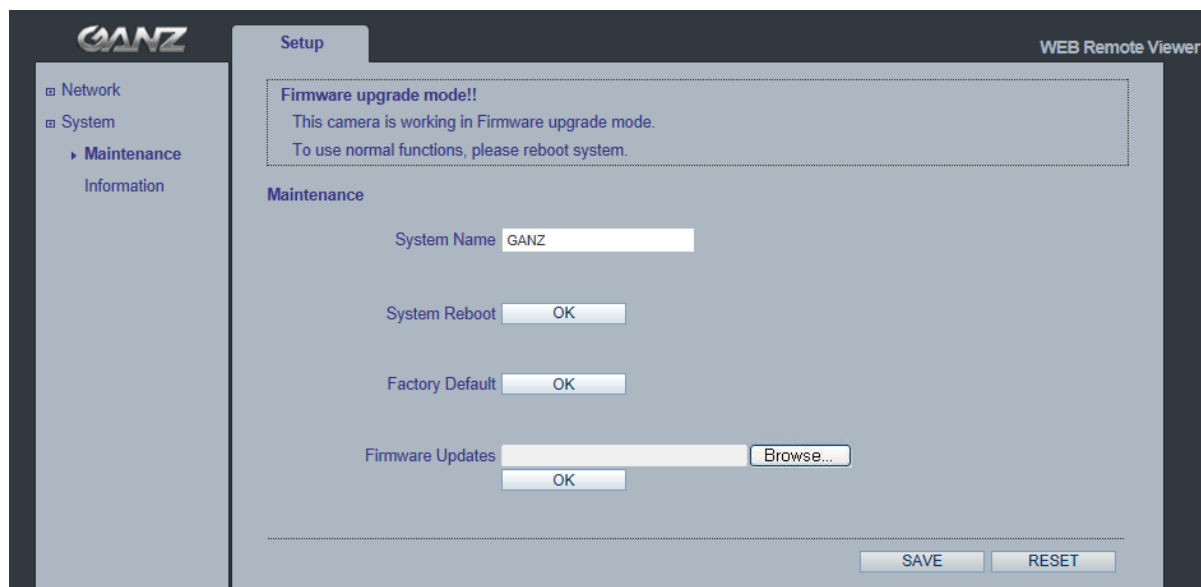 GANZ
Setup
WEB Remote Viewer
Network
System
Maintenance
Information
Firmware upgrade mode!!
This camera is working in Firmware upgrade mode.
To use normal functions, please reboot system.
Maintenance
System Name GANZ
System Reboot OK
Factory Default OK
Firmware Updates Browse...
OK
SAVE RESET